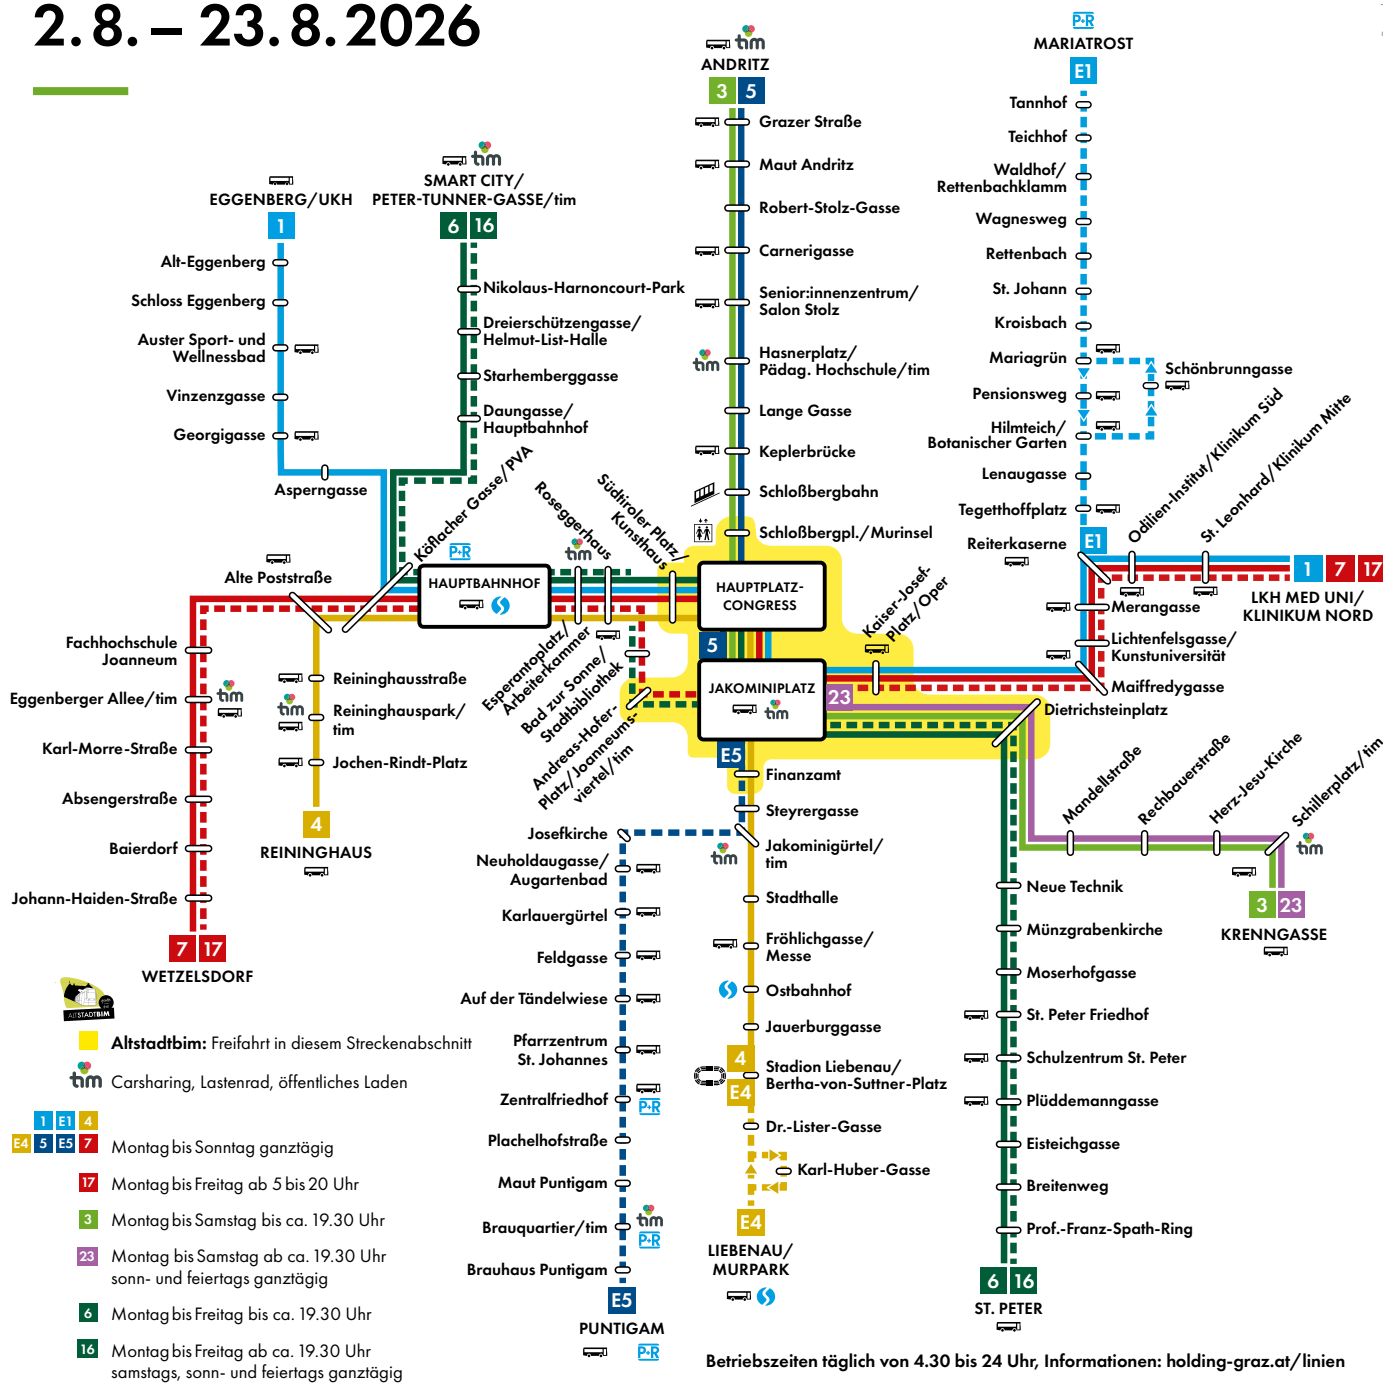 2. 8. – 23. 8. 2026
tim
ANDRITZ
3 5
Grazer Straße
Maut Andritz
Robert-Stolz-Gasse
Carnerigasse
Senior:innenzentrum/
Salon Stolz
tim
Hasnerplatz/
Pädag. Hochschule/tim
Lange Gasse
Keplerbrücke
Schloßbergbahn
Schloßbergpl./Murinsel
P+R
MARIATROST
E1
Tannhof
Teichhof
Waldhof/
Rettenbachklamm
Wagnesweg
Rettenbach
St. Johann
Kroisbach
Mariagrün
Schönbrunngasse
Pensionsweg
Hilmteich/
Botanischer Garten
Lenaugasse
Tegetthoffplatz
Reiterkaserne
E1
Odilien-Institut/Klinikum Süd
St. Leonhard/Klinikum Mitte
1 7 17
LKH MED UNI/
KLINIKUM NORD
Merangasse
Lichtenfelsgasse/
Kunstuniversität
Maiffredygasse
EGGENBERG/UKH
1
Alt-Eggenberg
Schloss Eggenberg
Auster Sport- und
Wellnessbad
Vinzenzgasse
Georgigasse
Asperngasse
tim
SMART CITY/
PETER-TUNNER-GASSE/tim
6 16
Nikolaus-Harnoncourt-Park
Dreierschützengasse/
Helmut-List-Halle
Starhemberggasse
Daungasse/
Hauptbahnhof
Köflacher Gasse/PVA
P+R
HAUPTBAHNHOF
Roseggerhaus
tim
Südtiroler Platz/
Kunsthaus
HAUPTPLATZ-
CONGRESS
5
JAKOMINIPLATZ
tim
23
E5
Kaiser-Josef-
Platz/Oper
Esperantoplatz/
Arbeiterkammer
Bad zur Sonne/
Stadtbibliothek
Andreas-Hofer-
Platz/Joanneums-
viertel/tim
Alte Poststraße
Fachhochschule
Joanneum
Eggenberger Allee/tim
tim
Karl-Morre-Straße
Absengerstraße
Baierdorf
Johann-Haiden-Straße
7 17
WETZELSDORF
Reininghausstraße
tim
Reininghauspark/
tim
Jochen-Rindt-Platz
4
REININGHAUS
Dietrichsteinplatz
Mandellstraße
Rechbauerstraße
Herz-Jesu-Kirche
Schillerplatz/tim
tim
3 23
KRENNGASSE
Finanzamt
Steyrergasse
Jakominigürtel/
tim
tim
Stadthalle
Fröhlichgasse/
Messe
Ostbahnhof
Jauerburggasse
4
Stadion Liebenau/
Bertha-von-Suttner-Platz
E4
Dr.-Lister-Gasse
Karl-Huber-Gasse
E4
LIEBENAU/
MURPARK
Josefkirche
Neuholdaugasse/
Augartenbad
Karlauergürtel
Feldgasse
Auf der Tändelwiese
Pfarrzentrum
St. Johannes
Zentralfriedhof
P+R
Plachelhofstraße
Maut Puntigam
Brauquartier/tim
tim
P+R
Brauhaus Puntigam
E5
PUNTIGAM
P+R
Neue Technik
Münzgrabenkirche
Moserhofgasse
St. Peter Friedhof
Schulzentrum St. Peter
Plüddemanngasse
Eisteichgasse
Breitenweg
Prof.-Franz-Spath-Ring
6 16
ST. PETER
ALTSTADTBIM
Altstadtbim: Freifahrt in diesem Streckenabschnitt
tim Carsharing, Lastenrad, öffentliches Laden
1 E1 4
E4 5 E5 7 Montag bis Sonntag ganztägig
17 Montag bis Freitag ab 5 bis 20 Uhr
3 Montag bis Samstag bis ca. 19.30 Uhr
23 Montag bis Samstag ab ca. 19.30 Uhr
sonn- und feiertags ganztägig
6 Montag bis Freitag bis ca. 19.30 Uhr
16 Montag bis Freitag ab ca. 19.30 Uhr
samstags, sonn- und feiertags ganztägig
Betriebszeiten täglich von 4.30 bis 24 Uhr, Informationen: holding-graz.at/linien